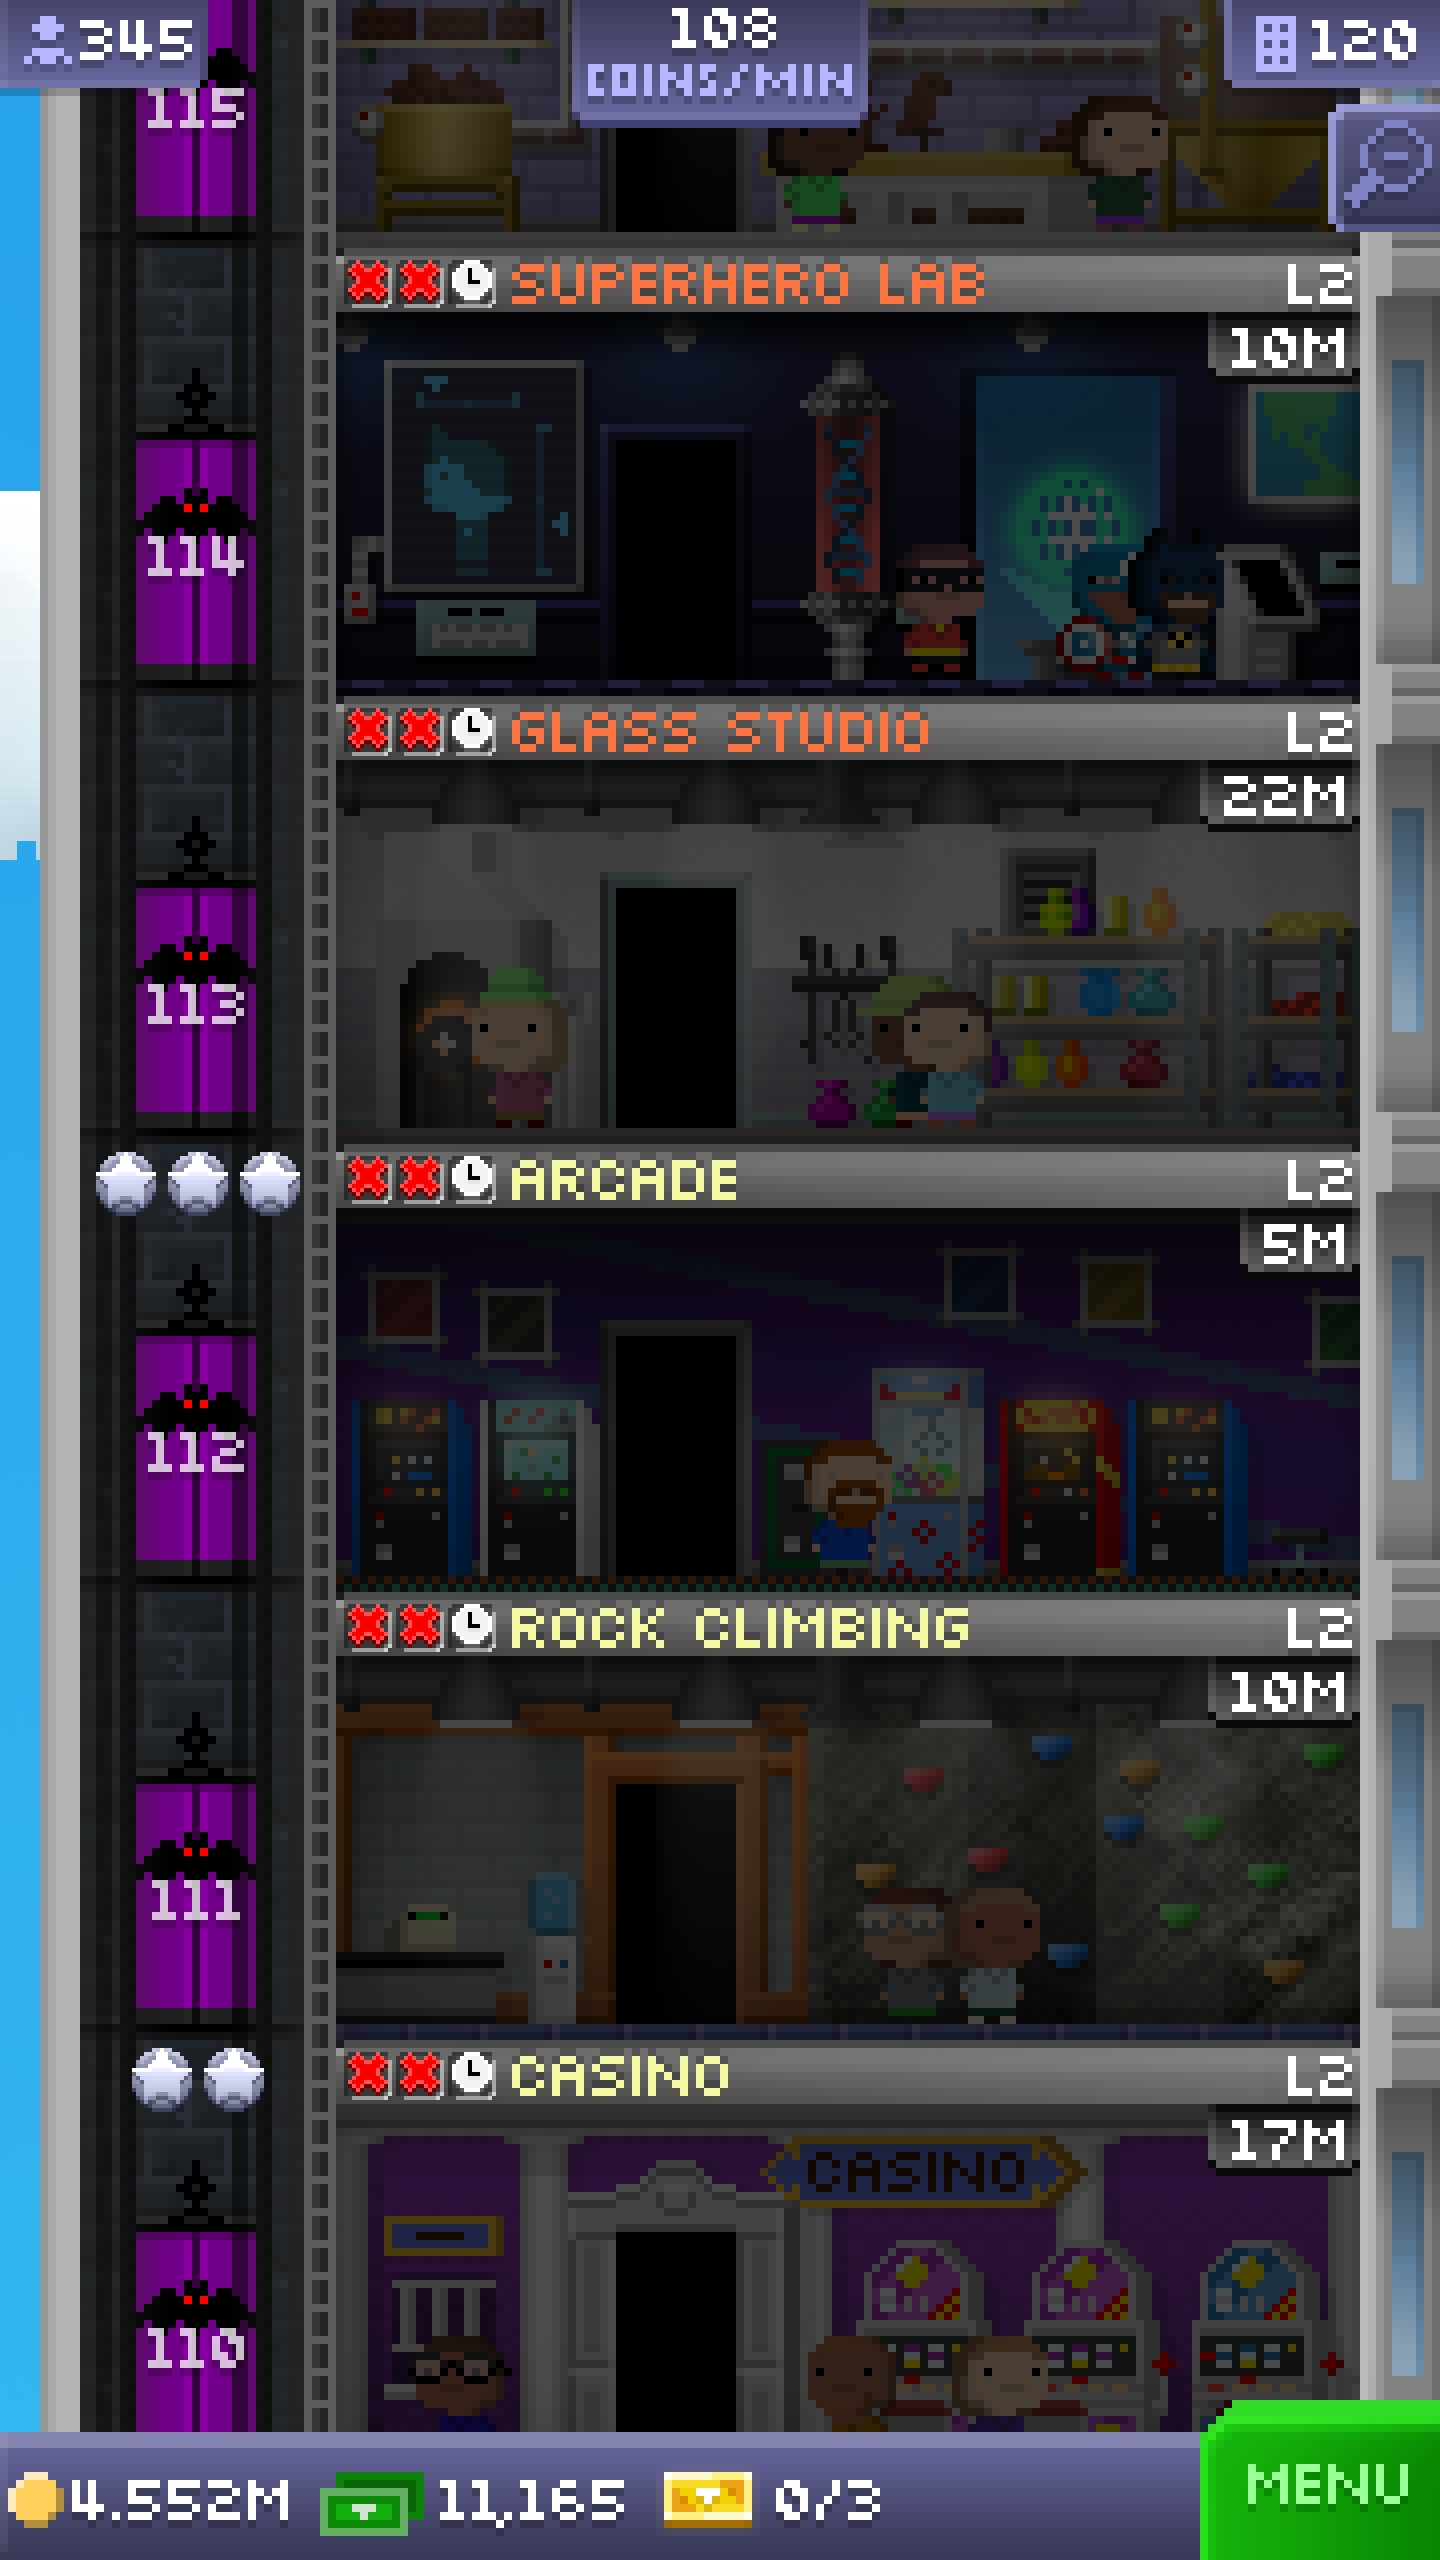 345
108
COINS/MIN
120
115
SUPERHERO LAB L2
10M
114
GLASS STUDIO L2
22M
113
ARCADE L2
5M
112
ROCK CLIMBING L2
10M
111
CASINO L2
17M
CASINO
110
4.552M 11,165 0/3
MENU